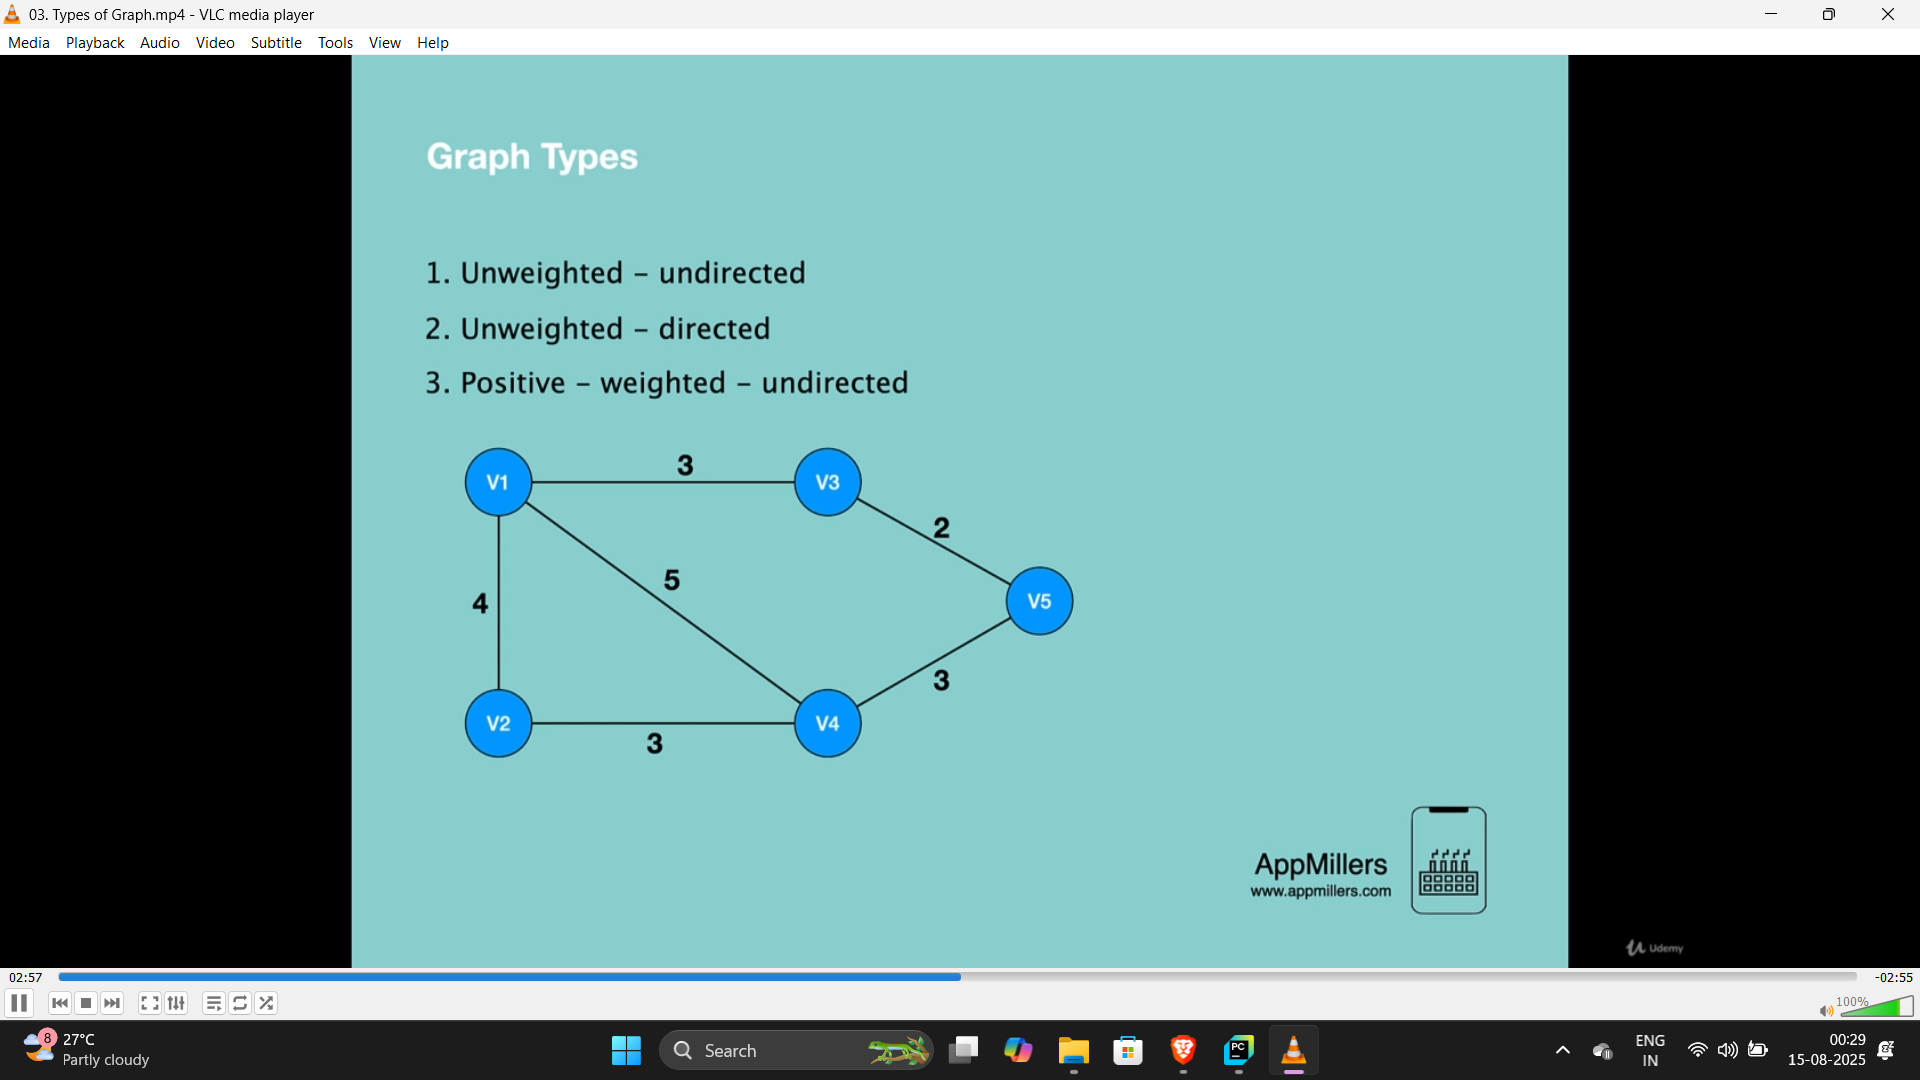 03. Types of Graph.mp4 - VLC media player
Media Playback Audio Video Subtitle Tools View Help
Graph Types
1. Unweighted – undirected
2. Unweighted – directed
3. Positive – weighted – undirected
V1
3
V3
2
5
4
V5
3
V2
V4
3
AppMillers
www.appmillers.com
Udemy
02:57
-02:55
100%
8
27°C
Partly cloudy
Search
PC
ENG
IN
00:29
15-08-2025